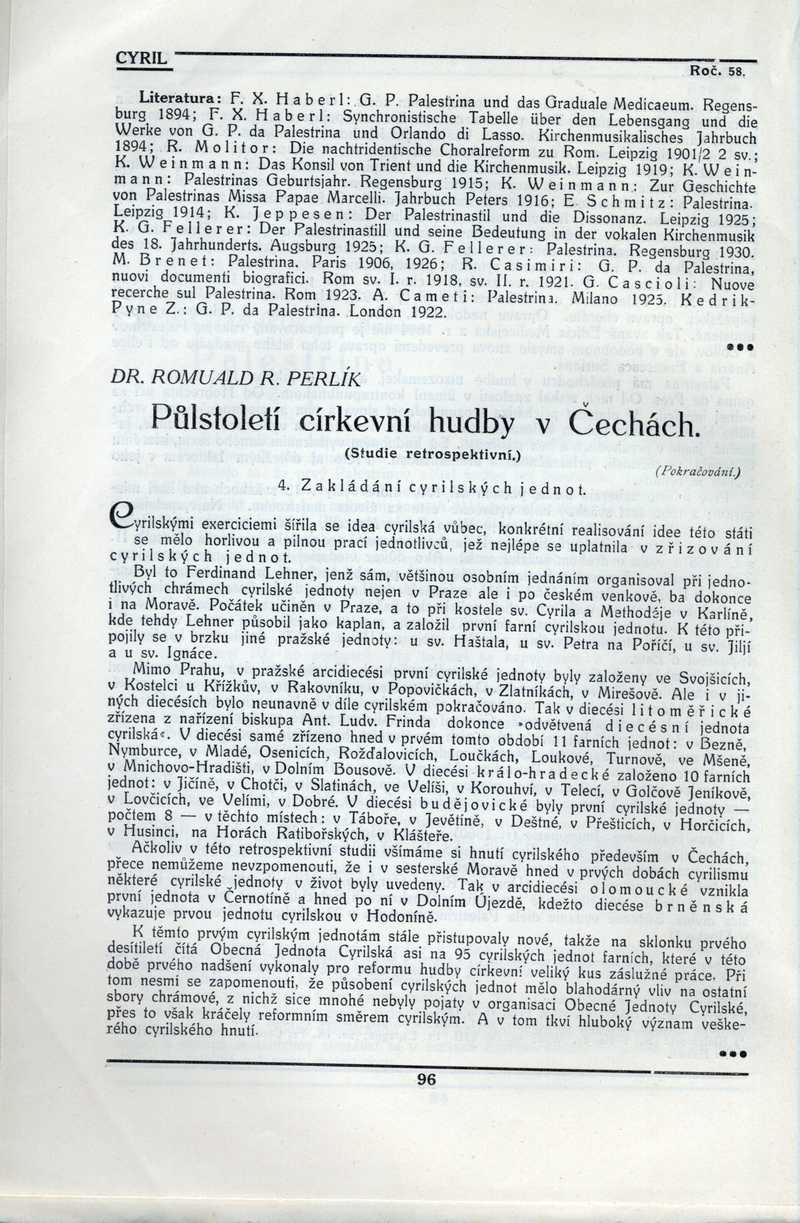 CYRIL
Roč. 58.
Literatura: F. X. Haberl: G. P. Palestrina und das Graduale Medicaeum. Regens-
burg 1894; F. X. Haberl: Synchronistische Tabelle über den Lebensgang und die
Werke von G. P. da Palestrina und Orlando di Lasso. Kirchenmusikalisches Jahrbuch
1894; R. Molitor: Die nachtridentische Choralreform zu Rom. Leipzig 1901/2 2 sv.;
K. Weinmann: Das Konsil von Trient und die Kirchenmusik. Leipzig 1919; K. Wein-
mann: Palestrinas Geburtsjahr. Regensburg 1915; K. Weinmann: Zur Geschichte
von Palestrinas Missa Papae Marcelli. Jahrbuch Peters 1916; E. Schmitz: Palestrina.
Leipzig 1914; K. Jeppesen: Der Palestrinastil und die Dissonanz. Leipzig 1925;
K. G. Fellerer: Der Palestrinastill und seine Bedeutung in der vokalen Kirchenmusik
des 18. Jahrhunderts. Augsburg 1925; K. G. Fellerer: Palestrina. Regensburg 1930.
M. Brenet: Palestrina. Paris 1906, 1926; R. Casimiri: G. P. da Palestrina,
nuovi documenti biografici. Rom sv. I. r. 1918, sv. II. r. 1921. G. Cascioli: Nuove
recerche sul Palestrina. Rom 1923. A. Cameti: Palestrina. Milano 1925. Kedrik-
Pyne Z.: G. P. da Palestrina. London 1922.
•••
DR. ROMUALD R. PERLÍK
Půlstoletí církevní hudby v Čechách.
(Studie retrospektivní.)
(Pokračování.)
4. Zakládání cyrilských jednot.
Cyrilskými exerciciemi šířila se idea cyrilská vůbec, konkrétní realisování idee této státi
se mělo horlivou a pilnou prací jednotlivců, jež nejlépe se uplatnila v zřizování
cyrilských jednot.
Byl to Ferdinand Lehner, jenž sám, většinou osobním jednáním organisoval při jedno-
tlivých chrámech cyrilské jednoty nejen v Praze ale i po českém venkově, ba dokonce
i na Moravě. Počátek učiněn v Praze, a to při kostele sv. Cyrila a Methoděje v Karlíně,
kde tehdy Lehner působil jako kaplan, a založil první farní cyrilskou jednotu. K této při-
pojily se v brzku jiné pražské jednoty: u sv. Haštala, u sv. Petra na Poříčí, u sv. Jiljí
a u sv. Ignáce.
Mimo Prahu, v pražské arcidiecési první cyrilské jednoty byly založeny ve Svojšicích,
v Kostelci u Křížkův, v Rakovníku, v Popovičkách, v Zlatníkách, v Mirešově. Ale i v ji-
ných diecésích bylo neunavně v díle cyrilském pokračováno. Tak v diecési litoměřické
zřízena z nařízení biskupa Ant. Ludv. Frinda dokonce »odvětvená diecésní jednota
cyrilská«. V diecési samé zřízeno hned v prvém tomto období 11 farních jednot: v Bezně,
Nymburce, v Mladé, Osenicích, Rožďalovicích, Loučkách, Loukové, Turnově, ve Mšeně,
v Mnichovo-Hradišti, v Dolním Bousově. V diecési králo-hradecké založeno 10 farních
jednot: v Jičíně, v Chotči, v Slatinách, ve Velíši, v Korouhví, v Telecí, v Golčově Jeníkově,
v Lovčicích, ve Velimi, v Dobré. V diecési budějovické byly první cyrilské jednoty —
počtem 8 — v těchto místech: v Táboře, v Jevětíně, v Deštné, v Přešticích, v Horčicích,
v Husinci, na Horách Ratibořských, v Klášteře.
Ačkoliv v této retrospektivní studii všímáme si hnutí cyrilského především v Čechách,
přece nemůžeme nevzpomenouti, že i v sesterské Moravě hned v prvých dobách cyrilismu
některé cyrilské jednoty v život byly uvedeny. Tak v arcidiecési olomoucké vznikla
první jednota v Černotíně a hned po ní v Dolním Újezdě, kdežto diecése brněnská
vykazuje prvou jednotu cyrilskou v Hodoníně.
K těmto prvým cyrilským jednotám stále přistupovaly nové, takže na sklonku prvého
desítiletí čítá Obecná Jednota Cyrilská asi na 95 cyrilských jednot farních, které v této
době prvého nadšení vykonaly pro reformu hudby církevní veliký kus záslužné práce. Při
tom nesmí se zapomenouti, že působení cyrilských jednot mělo blahodárný vliv na ostatní
sbory chrámové, z nichž sice mnohé nebyly pojaty v organisaci Obecné Jednoty Cyrilské,
přes to však kráčely reformním směrem cyrilským. A v tom tkví hluboký význam veške-
rého cyrilského hnutí.
•••
96